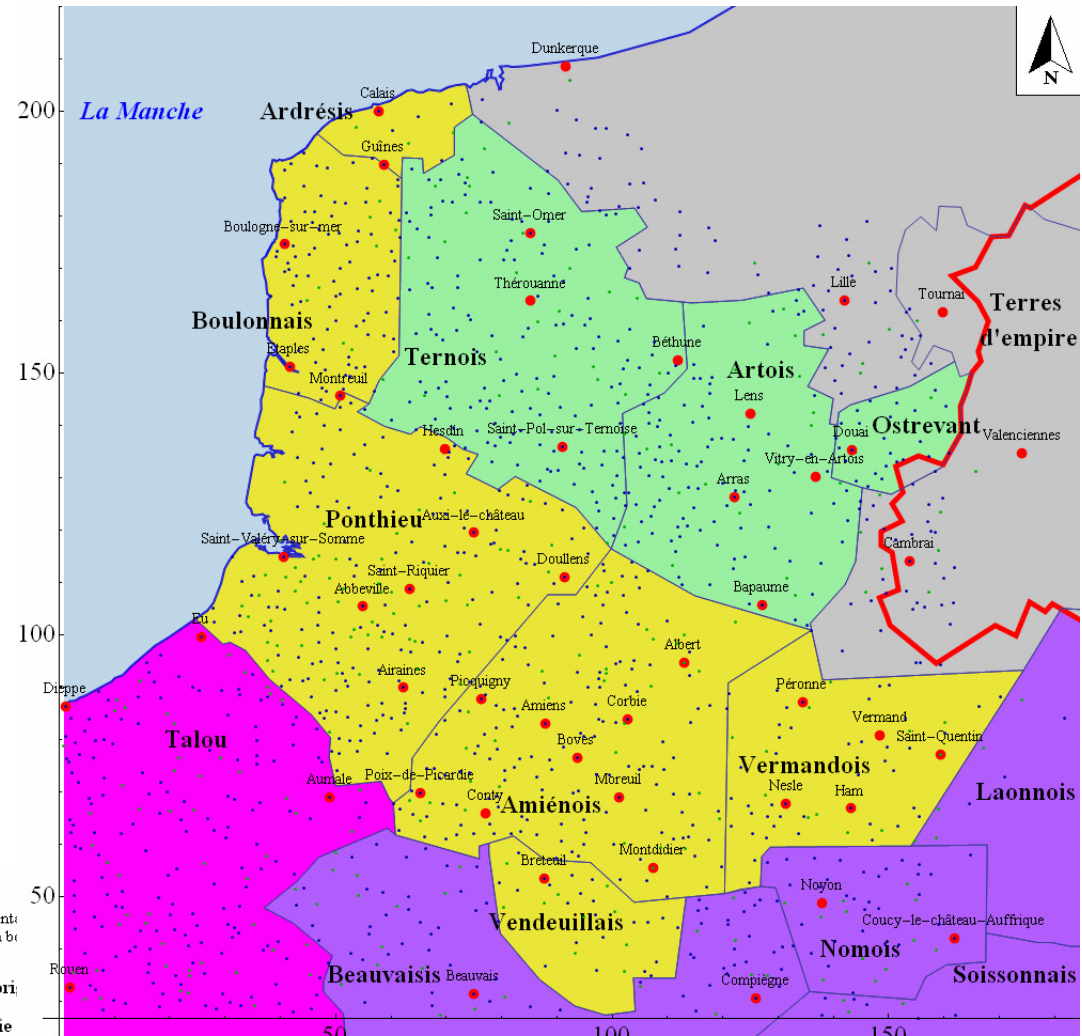 Dunkerque
N
Calais
200
La Manche
Ardrésis
Guînes
Saint-Omer
Boulogne-sur-mer
Thérouanne
Lille
Tournai
Terres
d'empire
Boulonnais
Etaples
Ternois
Béthune
Artois
150
Montreuil
Lens
Hesdin
Saint-Pol-sur-Ternoise
Douai
Ostrevant
Valenciennes
Vitry-en-Artois
Arras
Ponthieu
Auxi-le-château
Saint-Valéry-sur-Somme
Cambrai
Doullens
Saint-Riquier
Abbeville
Bapaume
Eu
100
Albert
Airaines
Picquigny
Péronne
Dieppe
Amiens
Corbie
Vermand
Talou
Boves
Saint-Quentin
Vermandois
Aumale
Poix-de-Picardie
Moreuil
Nesle
Ham
Laonnois
Conty
Amiénois
Montdidier
Breteuil
50
Noyon
Vendeuillais
Coucy-le-château-Auffrique
Nomois
Rouen
Beauvaisis
Beauvais
Compiègne
Soissonnais
50
100
150